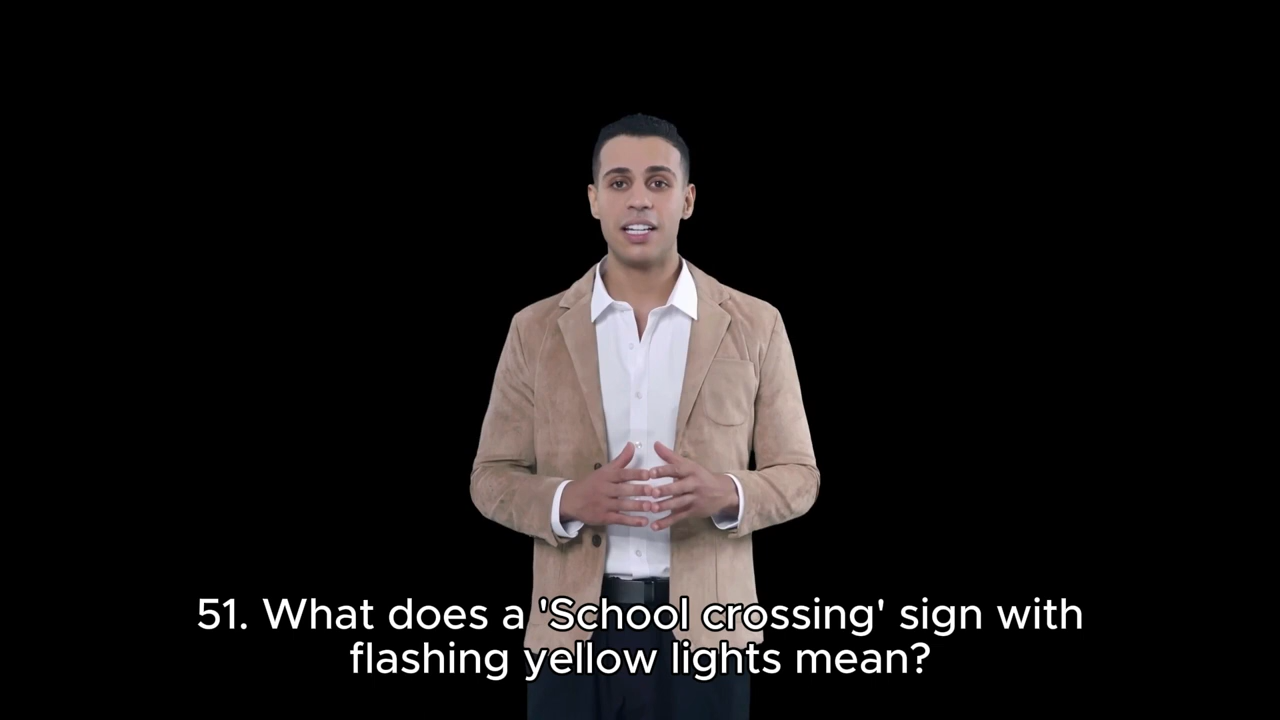 51. What does a 'School crossing' sign with
flashing yellow lights mean?